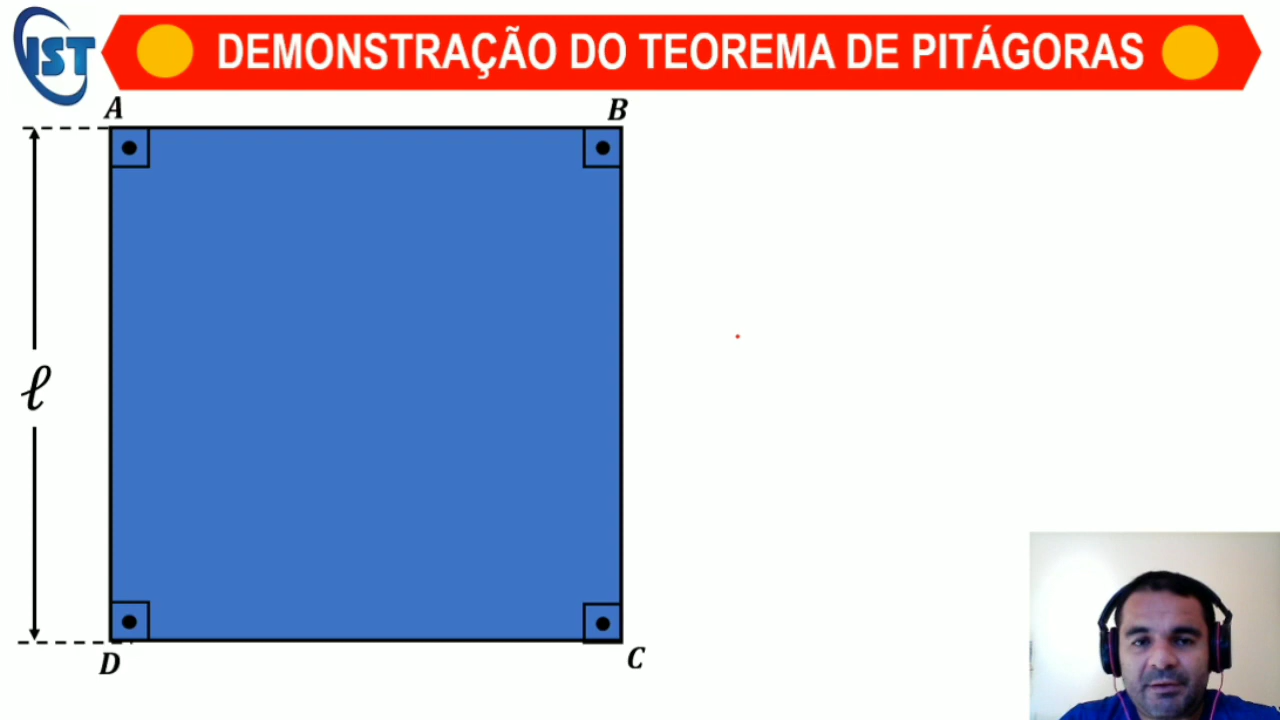 IST
DEMONSTRAÇÃO DO TEOREMA DE PITÁGORAS
A
B
ℓ
D
C